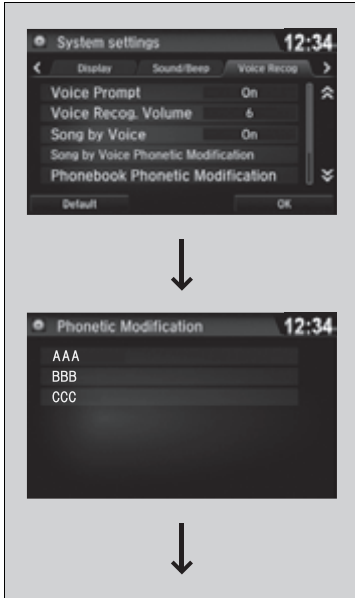 System settings 12:34
Display Sound/Beep Voice Recog
Voice Prompt On
Voice Recog. Volume 6
Song by Voice On
Song by Voice Phonetic Modification
Phonebook Phonetic Modification
Default OK
Phonetic Modification 12:34
AAA
BBB
CCC